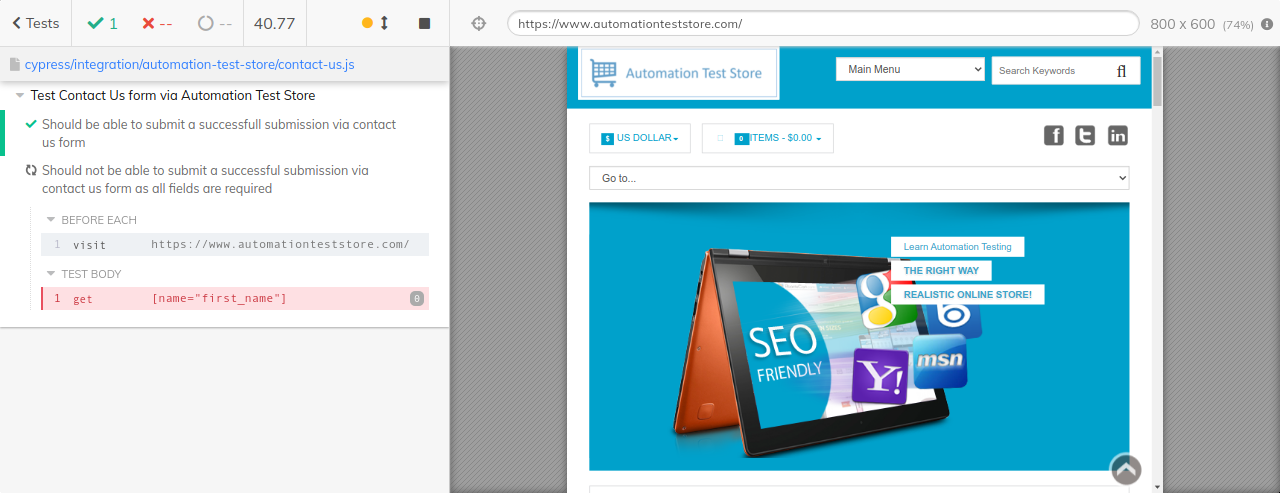 Tests
1
--
--
40.77
https://www.automationteststore.com/
800 x 600 (74%)
cypress/integration/automation-test-store/contact-us.js
Test Contact Us form via Automation Test Store
Should be able to submit a successfull submission via contact
us form
Should not be able to submit a successful submission via
contact us form as all fields are required
BEFORE EACH
1 visit https://www.automationteststore.com/
TEST BODY
1 get [name="first_name"] 0
Automation Test Store
Main Menu
Search Keywords
$ US DOLLAR
0 ITEMS - $0.00
f t in
Go to...
Learn Automation Testing
THE RIGHT WAY
REALISTIC ONLINE STORE!
SEO
FRIENDLY
g
b
Y!
msn